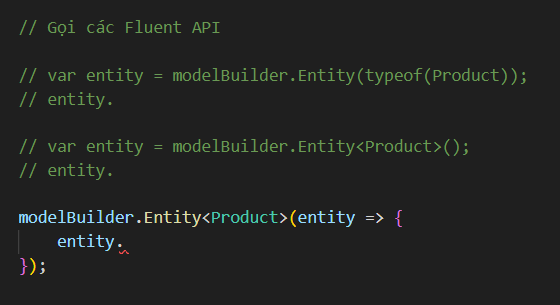 // Gọi các Fluent API
// var entity = modelBuilder.Entity(typeof(Product));
// entity.
// var entity = modelBuilder.Entity<Product>();
// entity.
modelBuilder.Entity<Product>(entity => {
    entity.
});